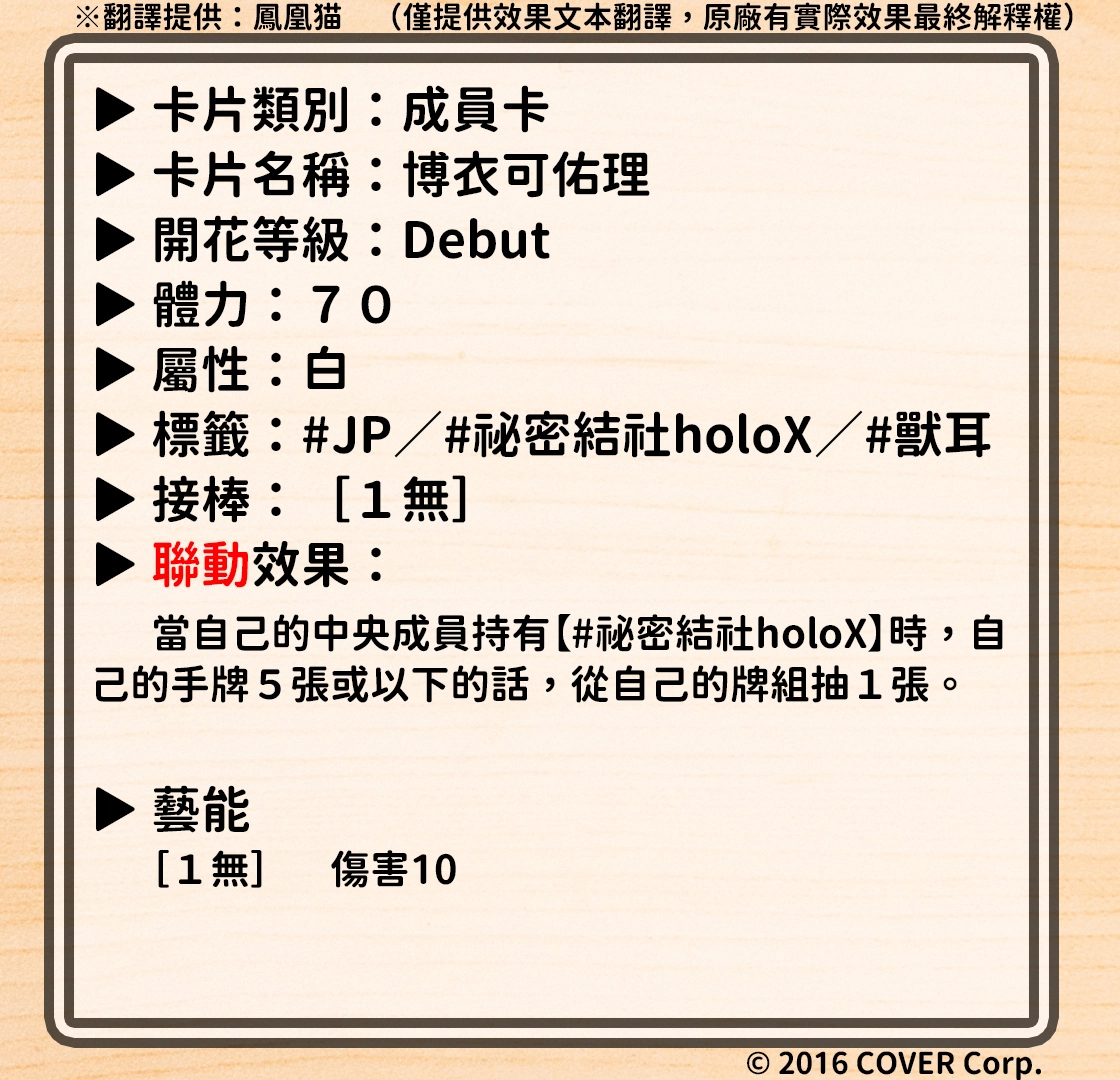 ※翻譯提供：鳳凰猫　（僅提供效果文本翻譯，原廠有實際效果最終解釋權）
▶ 卡片類別：成員卡
▶ 卡片名稱：博衣可佑理
▶ 開花等級：Debut
▶ 體力：７０
▶ 屬性：白
▶ 標籤：#JP／#祕密結社holoX／#獸耳
▶ 接棒：［１無］
▶ 聯動效果：
當自己的中央成員持有【#祕密結社holoX】時，自
己的手牌５張或以下的話，從自己的牌組抽１張。
▶ 藝能
［１無］　傷害10
© 2016 COVER Corp.